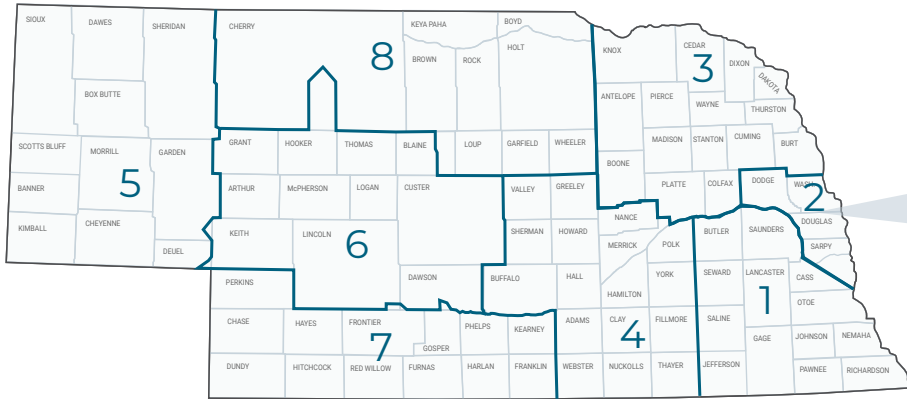 SIOUX
DAWES
SHERIDAN
CHERRY
KEYA PAHA
BOYD
8
BROWN
ROCK
HOLT
KNOX
CEDAR
3
DIXON
DAKOTA
BOX BUTTE
ANTELOPE
PIERCE
WAYNE
THURSTON
SCOTTS BLUFF
MORRILL
GARDEN
GRANT
HOOKER
THOMAS
BLAINE
LOUP
GARFIELD
WHEELER
MADISON
STANTON
CUMING
BURT
BOONE
BANNER
5
ARTHUR
McPHERSON
LOGAN
CUSTER
VALLEY
GREELEY
PLATTE
COLFAX
DODGE
2
KIMBALL
CHEYENNE
DEUEL
KEITH
LINCOLN
6
SHERMAN
HOWARD
NANCE
MERRICK
POLK
BUTLER
SAUNDERS
DOUGLAS
SARPY
PERKINS
DAWSON
BUFFALO
HALL
HAMILTON
YORK
SEWARD
LANCASTER
CASS
1
OTOE
CHASE
HAYES
FRONTIER
7
GOSPER
PHELPS
KEARNEY
ADAMS
CLAY
4
FILLMORE
SALINE
GAGE
JOHNSON
NEMAHA
DUNDY
HITCHCOCK
RED WILLOW
FURNAS
HARLAN
FRANKLIN
WEBSTER
NUCKOLLS
THAYER
JEFFERSON
PAWNEE
RICHARDSON